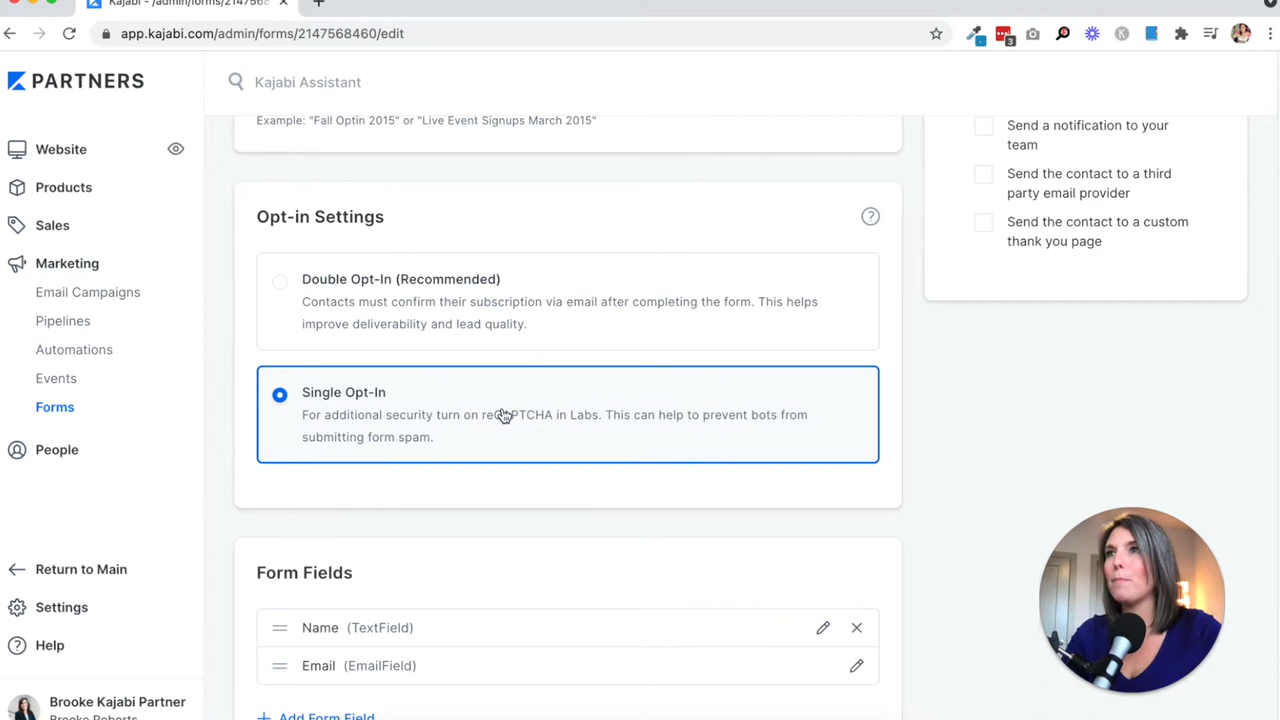 Kajabi - /admin/forms/2147568
app.kajabi.com/admin/forms/2147568460/edit
3
K
PARTNERS
Kajabi Assistant
Website
Products
Sales
Marketing
Email Campaigns
Pipelines
Automations
Events
Forms
People
Return to Main
Settings
Help
Brooke Kajabi Partner
Brooke Roberts
Example: "Fall Optin 2015" or "Live Event Signups March 2015"
Opt-in Settings
?
Double Opt-In (Recommended)
Contacts must confirm their subscription via email after completing the form. This helps
improve deliverability and lead quality.
Single Opt-In
For additional security turn on reCAPTCHA in Labs. This can help to prevent bots from
submitting form spam.
Form Fields
Name (TextField)
Email (EmailField)
+ Add Form Field
Send a notification to your
team
Send the contact to a third
party email provider
Send the contact to a custom
thank you page